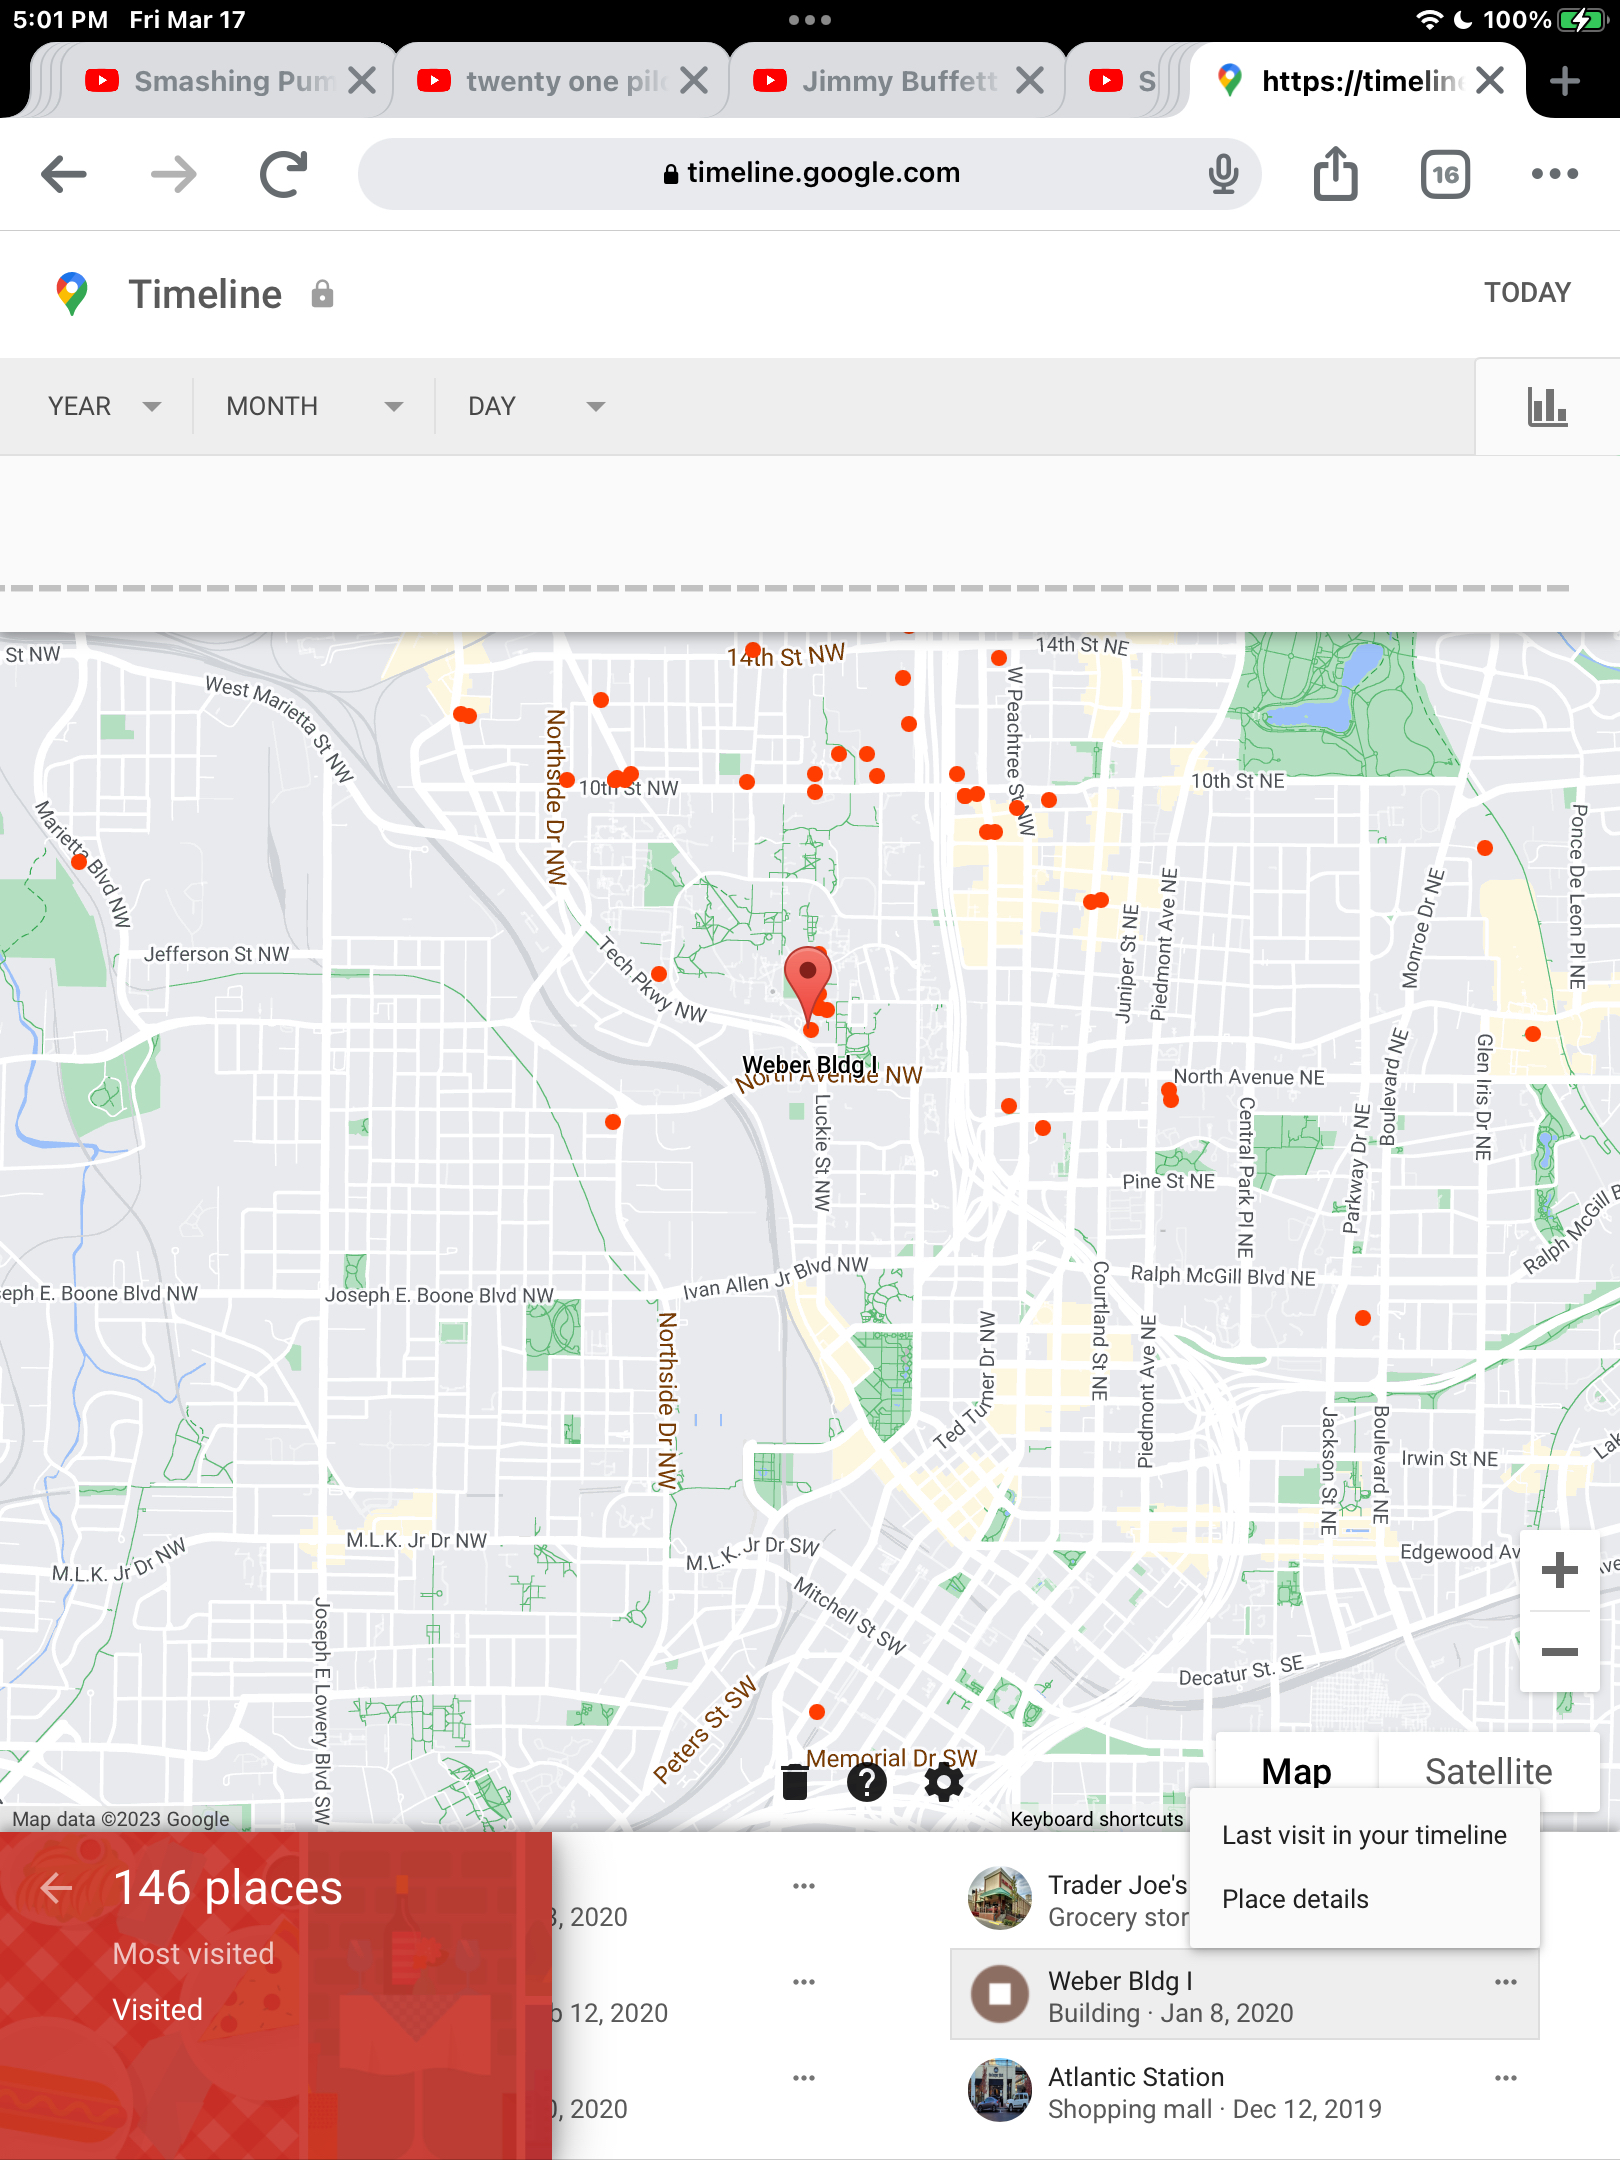 5:01 PM Fri Mar 17
100%
Smashing Pum
twenty one pil
Jimmy Buffett
S
https://timelin
timeline.google.com
16
Timeline
TODAY
YEAR
MONTH
DAY
St NW
14th St NW
14th St NE
West Marietta St NW
W Peachtree St NW
Northside Dr NW
10th St NW
10th St NE
Marietta Blvd NW
Ponce De Leon Pl NE
Monroe Dr NE
Piedmont Ave NE
Juniper St NE
Jefferson St NW
Tech Pkwy NW
Weber Bldg I
North Avenue NW
North Avenue NE
Boulevard NE
Glen Iris Dr NE
Luckie St NW
Central Park Pl NE
Parkway Dr NE
Pine St NE
Ralph McGill B
Ivan Allen Jr Blvd NW
Ralph McGill Blvd NE
seph E. Boone Blvd NW
Joseph E. Boone Blvd NW
Courtland St NE
Northside Dr NW
Ted Turner Dr NW
Piedmont Ave NE
Jackson St NE
Boulevard NE
Irwin St NE
Lak
M.L.K. Jr Dr NW
M.L.K. Jr Dr NW
M.L.K. Jr Dr SW
Edgewood Av
Ave
Mitchell St SW
Joseph E Lowery Blvd SW
Decatur St. SE
Peters St SW
Memorial Dr SW
Map
Satellite
Map data ©2023 Google
Keyboard shortcuts
Last visit in your timeline
Place details
146 places
Most visited
Visited
3, 2020
b 12, 2020
0, 2020
Trader Joe's
Grocery stor
Weber Bldg I
Building · Jan 8, 2020
Atlantic Station
Shopping mall · Dec 12, 2019